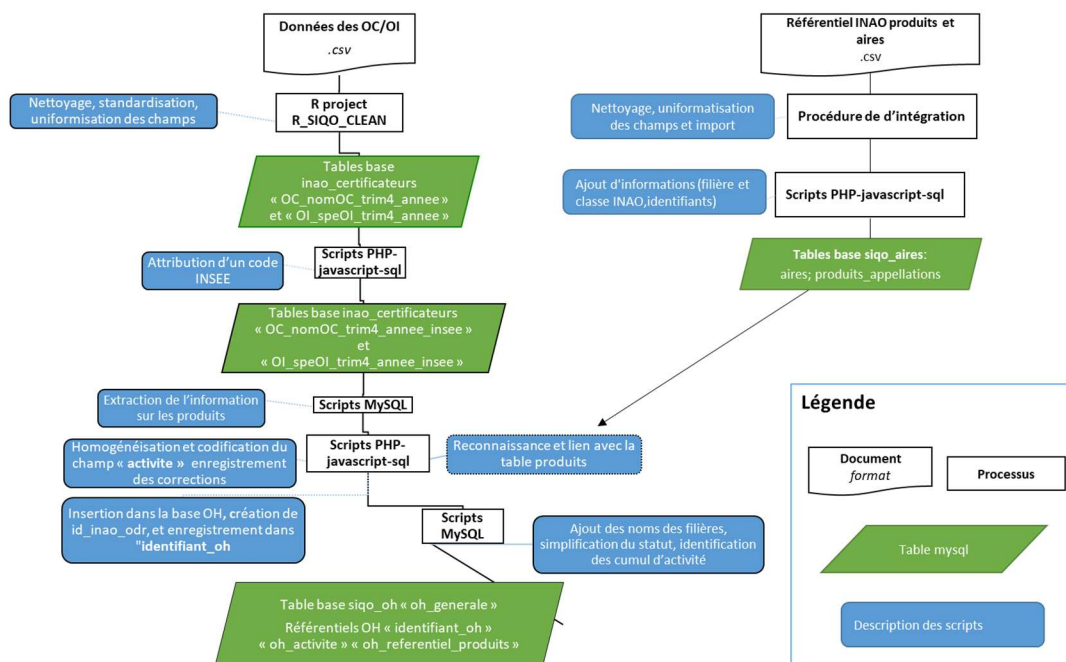 Données des OC/OI
.csv
Nettoyage, standardisation,
uniformisation des champs
R project
R_SIQO_CLEAN
Tables base
inao_certificateurs
« OC_nomOC_trim4_annee »
et « OI_speOI_trim4_annee »
Attribution d'un code
INSEE
Scripts PHP-
javascript-sql
Tables base inao_certificateurs
« OC_nomOC_trim4_annee_insee »
et
« OI_speOI_trim4_annee_insee »
Extraction de l'information
sur les produits
Scripts MySQL
Homogénéisation et codification du
champ « activite » enregistrement
des corrections
Scripts PHP-
javascript-sql
Reconnaissance et lien avec la
table produits
Insertion dans la base OH, création de
id_inao_odr, et enregistrement dans
"identifiant_oh
Scripts
MySQL
Ajout des noms des filières,
simplification du statut, identification
des cumul d'activité
Table base siqo_oh « oh_generale »
Référentiels OH « identifiant_oh »
« oh_activite » « oh_referentiel_produits »
Référentiel INAO produits et
aires
.csv
Nettoyage, uniformatisation
des champs et import
Procédure de d'intégration
Ajout d'informations (filière et
classe INAO,identifiants)
Scripts PHP-javascript-sql
Tables base siqo_aires:
aires; produits_appellations
Légende
Document
format
Processus
Table mysql
Description des scripts